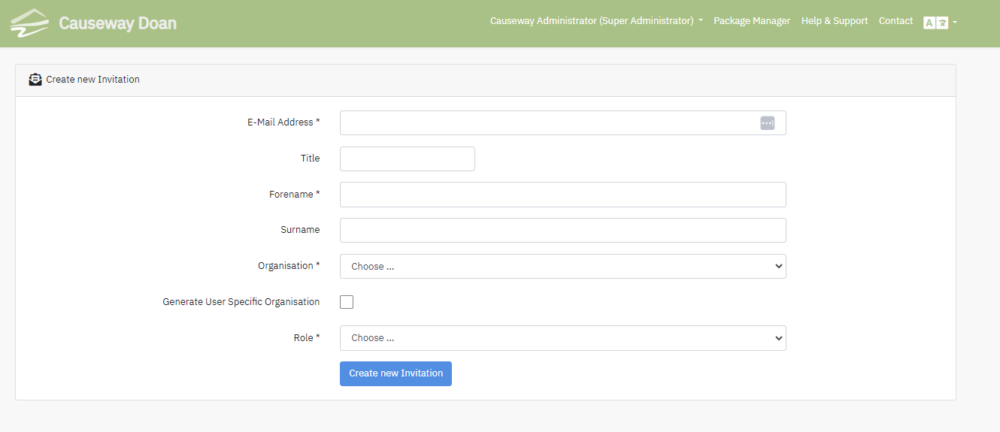 Causeway Doan
Causeway Administrator (Super Administrator) Package Manager Help & Support Contact A 文
Create new Invitation
E-Mail Address *
Title
Forename *
Surname
Organisation * Choose ...
Generate User Specific Organisation
Role * Choose ...
Create new Invitation